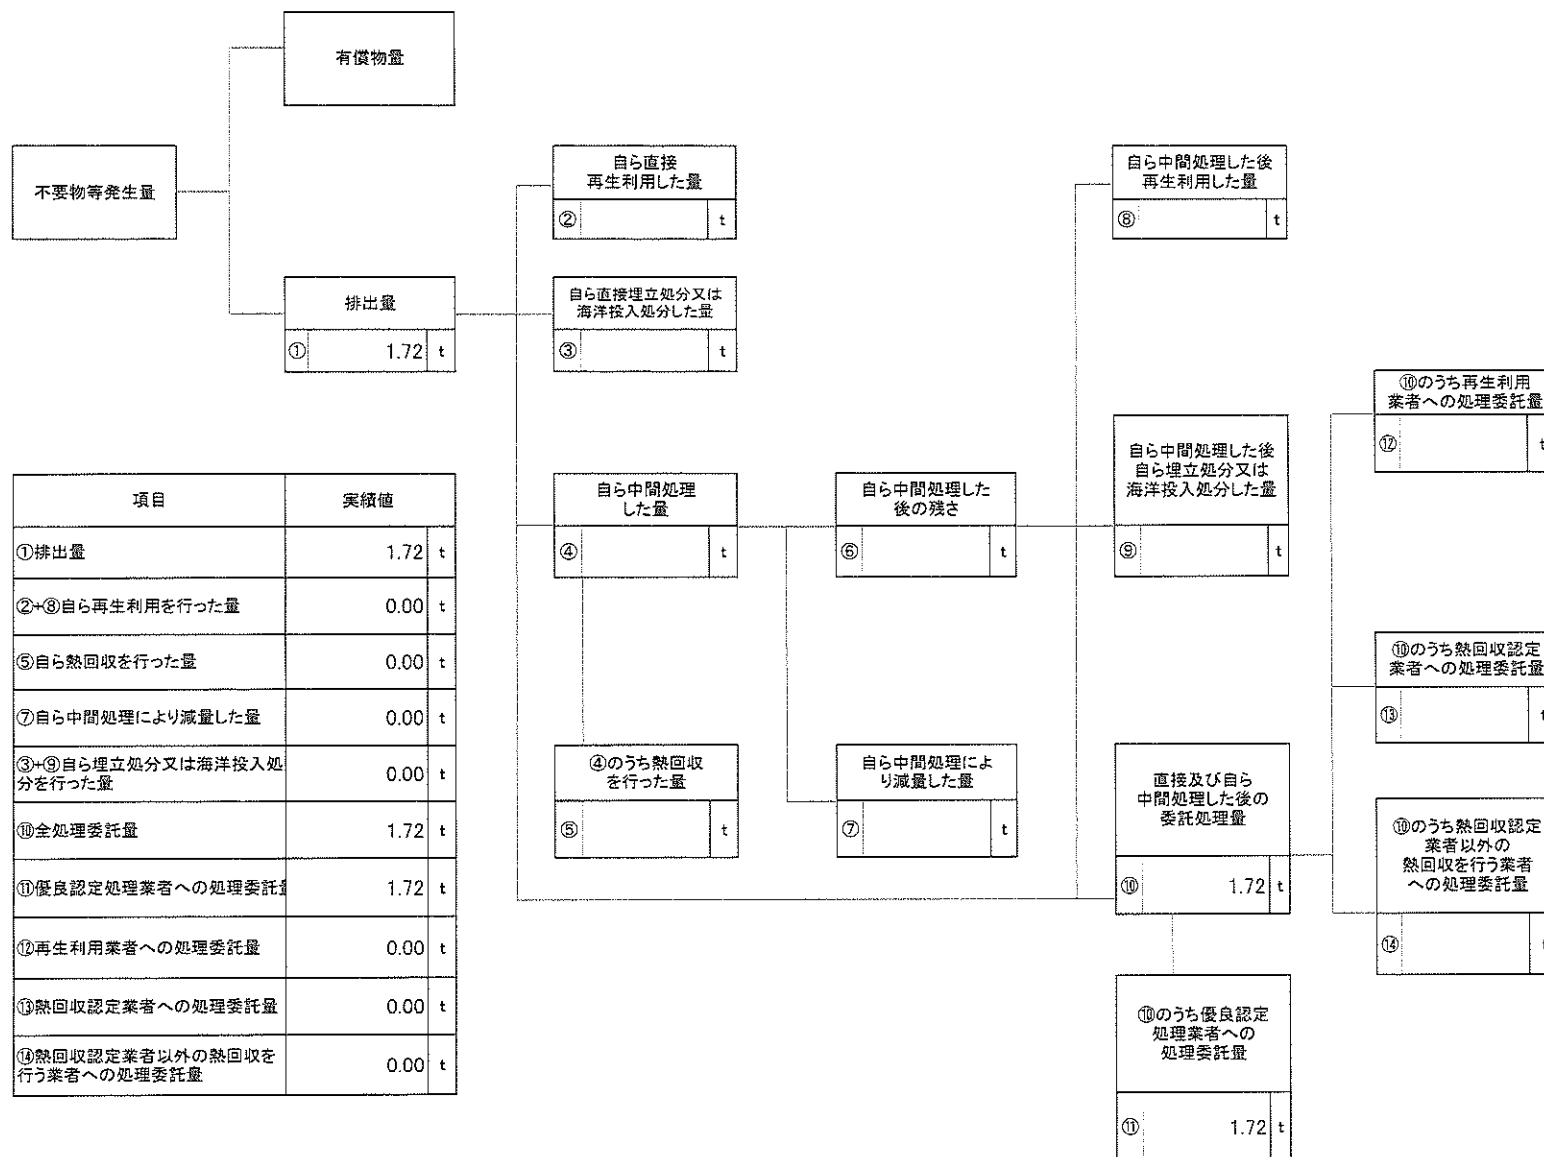 有償物量
不要物等発生量
排出量
① 1.72 t
自ら直接
再生利用した量
② t
自ら直接埋立処分又は
海洋投入処分した量
③ t
自ら中間処理
した量
④ t
④のうち熱回収
を行った量
⑤ t
自ら中間処理した
後の残さ
⑥ t
自ら中間処理によ
り減量した量
⑦ t
自ら中間処理した後
再生利用した量
⑧ t
自ら中間処理した後
自ら埋立処分又は
海洋投入処分した量
⑨ t
直接及び自ら
中間処理した後の
委託処理量
⑩ 1.72 t
⑩のうち優良認定
処理業者への
処理委託量
⑪ 1.72 t
⑩のうち再生利用
業者への処理委託量
⑫ t
⑩のうち熱回収認定
業者への処理委託量
⑬ t
⑩のうち熱回収認定
業者以外の
熱回収を行う業者
への処理委託量
⑭ t
項目 実績値
①排出量 1.72 t
②+⑧自ら再生利用を行った量 0.00 t
⑤自ら熱回収を行った量 0.00 t
⑦自ら中間処理により減量した量 0.00 t
③+⑨自ら埋立処分又は海洋投入処
分を行った量 0.00 t
⑩全処理委託量 1.72 t
⑪優良認定処理業者への処理委託量 1.72 t
⑫再生利用業者への処理委託量 0.00 t
⑬熱回収認定業者への処理委託量 0.00 t
⑭熱回収認定業者以外の熱回収を
行う業者への処理委託量 0.00 t